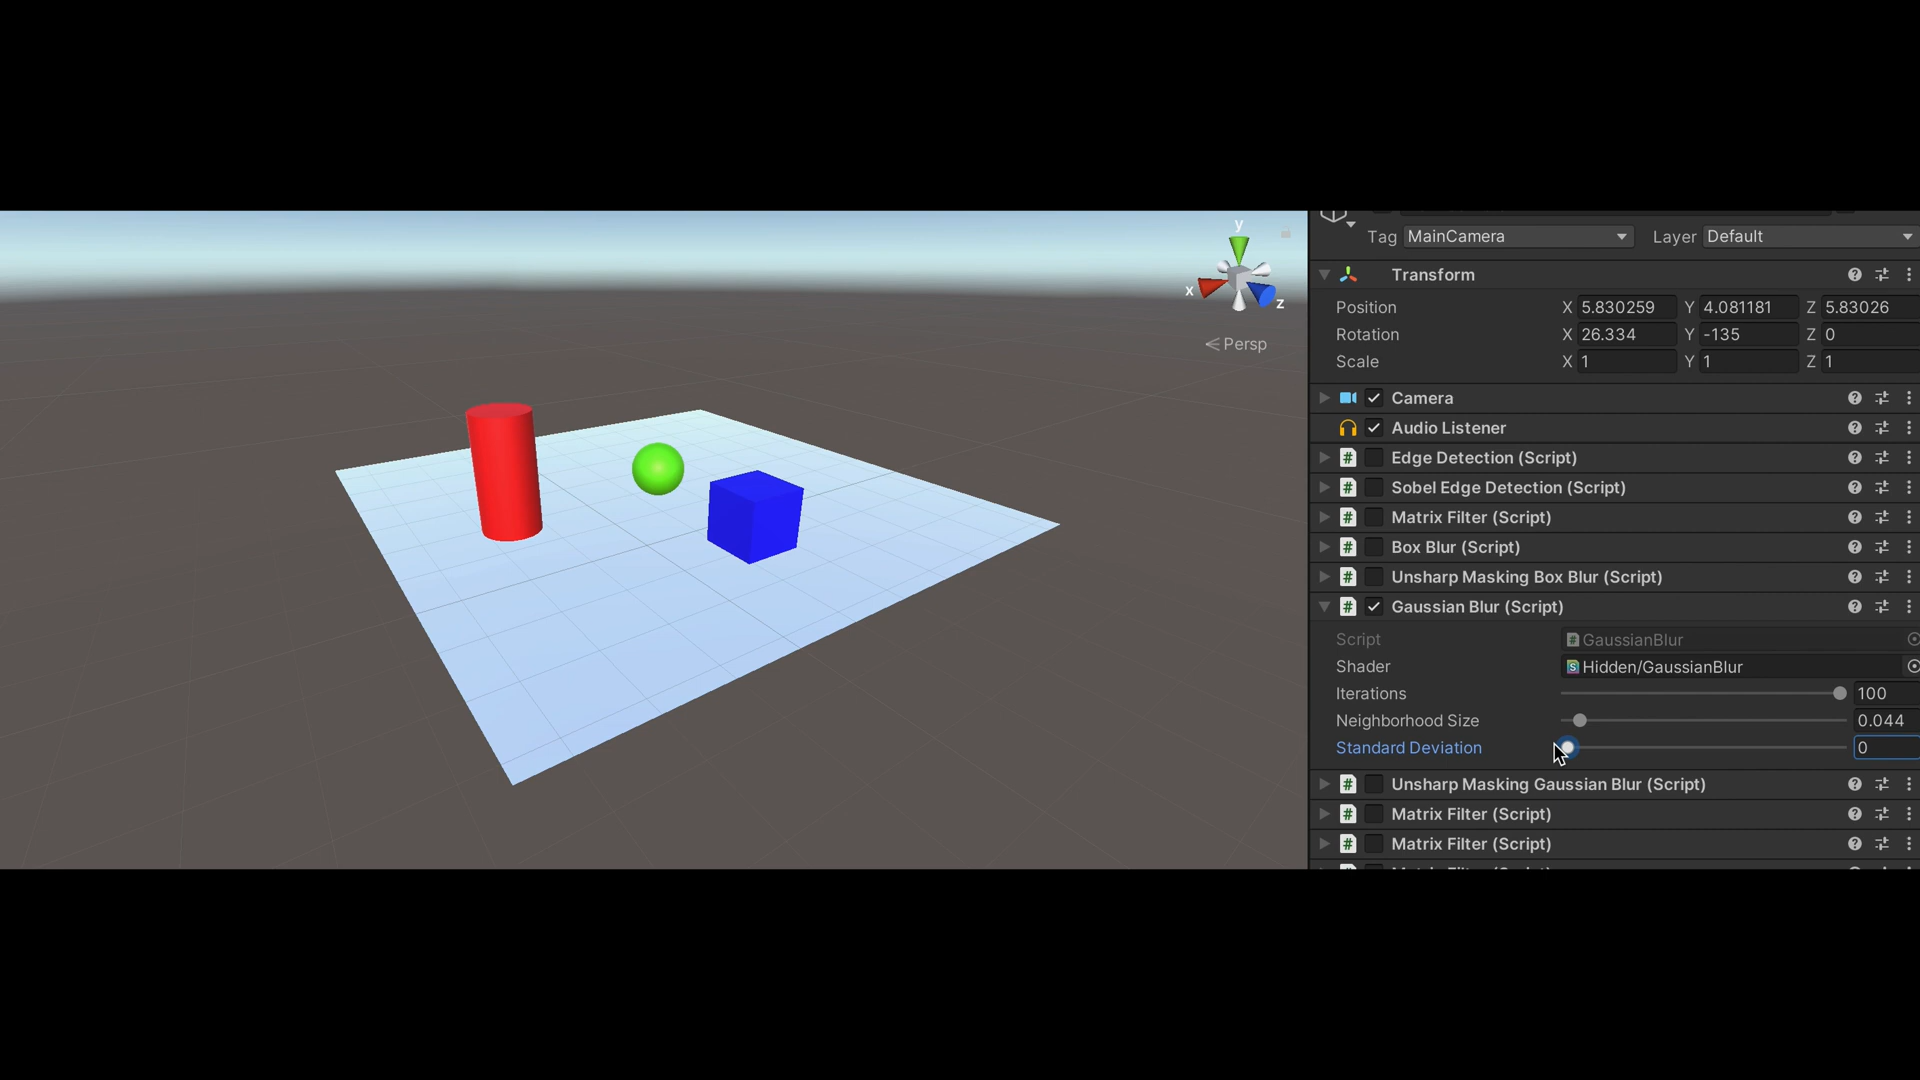 y
x
z
Persp
Tag MainCamera Layer Default
Transform
Position X 5.830259 Y 4.081181 Z 5.83026
Rotation X 26.334 Y -135 Z 0
Scale X 1 Y 1 Z 1
Camera
Audio Listener
Edge Detection (Script)
Sobel Edge Detection (Script)
Matrix Filter (Script)
Box Blur (Script)
Unsharp Masking Box Blur (Script)
Gaussian Blur (Script)
Script # GaussianBlur
Shader S Hidden/GaussianBlur
Iterations 100
Neighborhood Size 0.044
Standard Deviation 0
Unsharp Masking Gaussian Blur (Script)
Matrix Filter (Script)
Matrix Filter (Script)